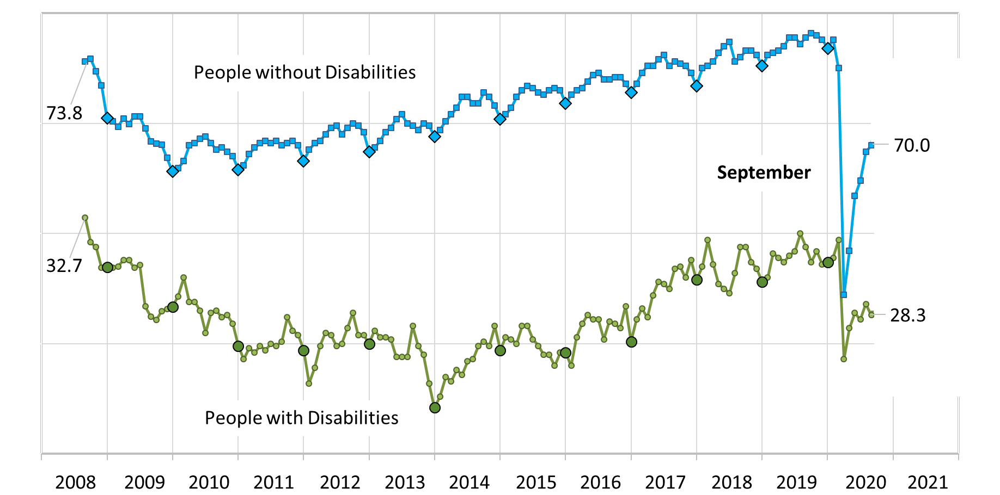 People without Disabilities
73.8
70.0
September
32.7
28.3
People with Disabilities
2008 2009 2010 2011 2012 2013 2014 2015 2016 2017 2018 2019 2020 2021